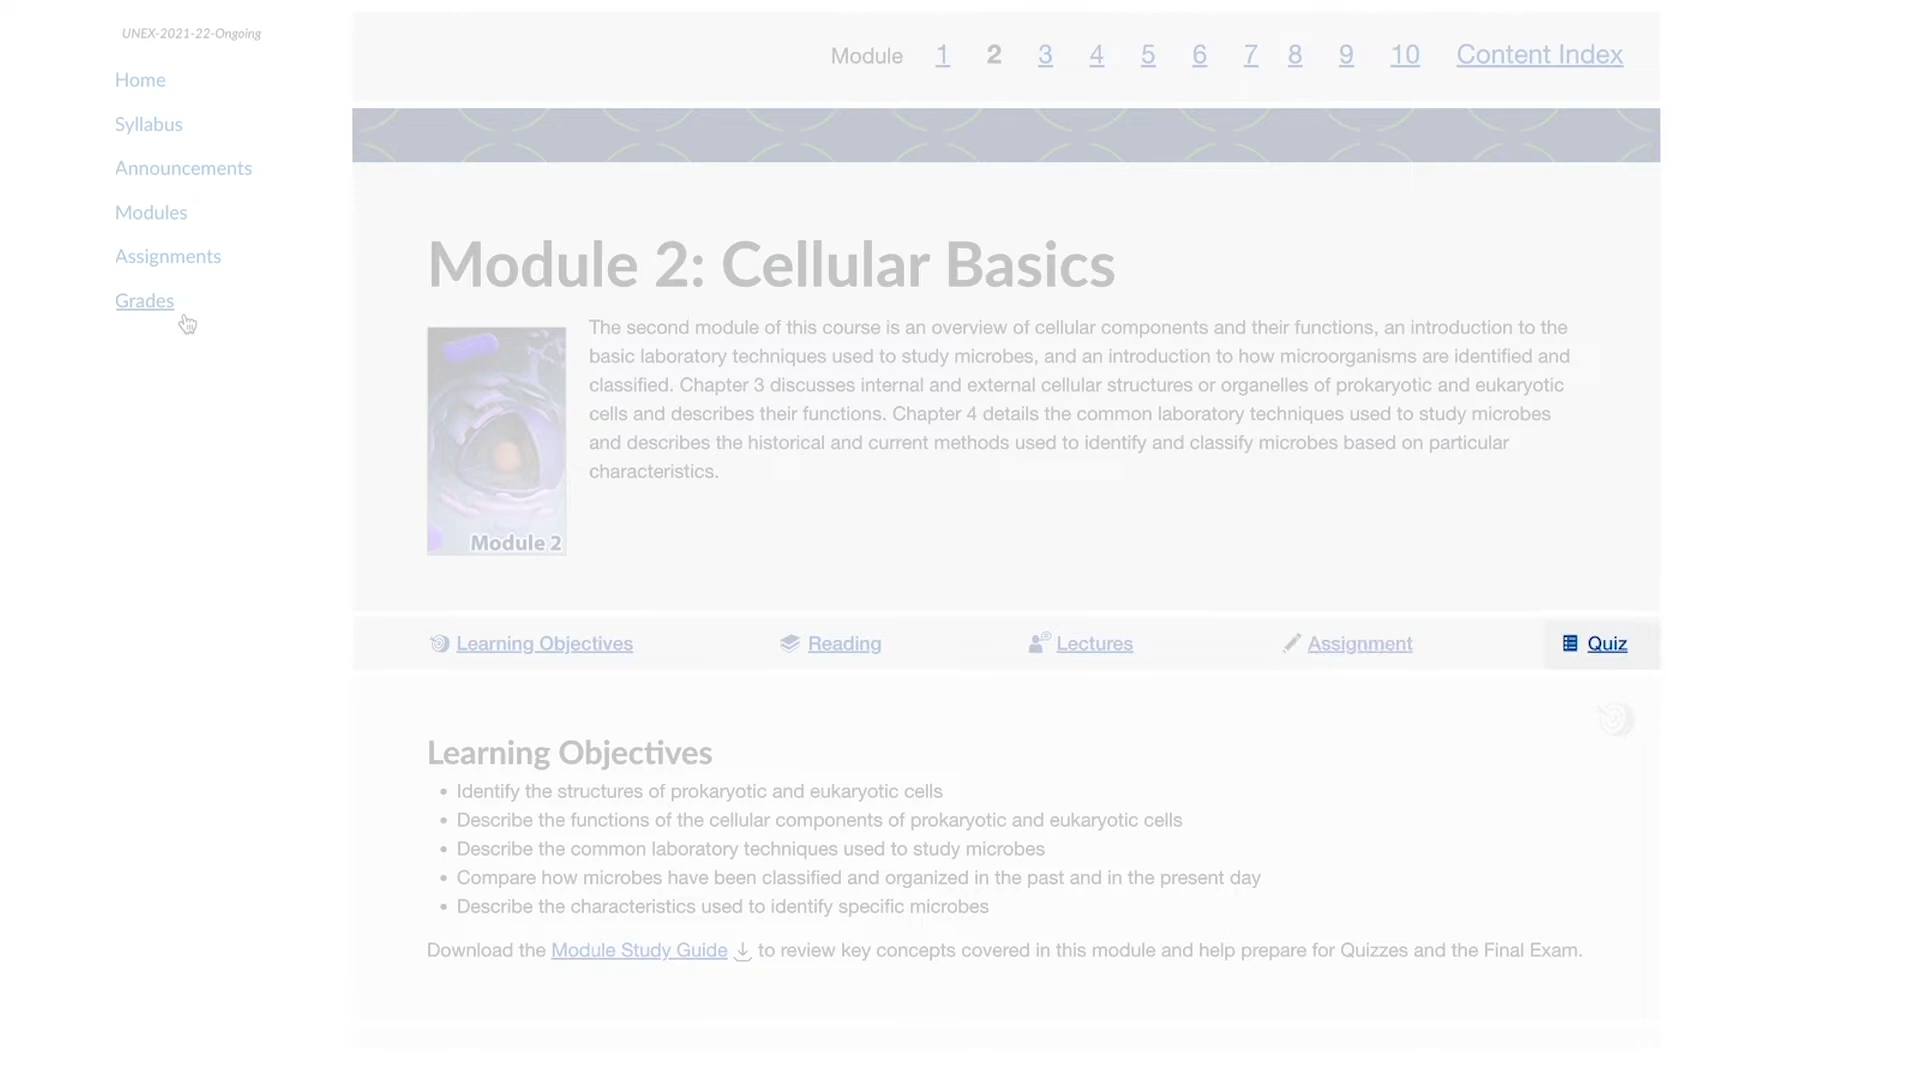 UNEX-2021-22-Ongoing
Home
Syllabus
Announcements
Modules
Assignments
Grades
Module 1 2 3 4 5 6 7 8 9 10 Content Index
Module 2: Cellular Basics
The second module of this course is an overview of cellular components and their functions, an introduction to the
basic laboratory techniques used to study microbes, and an introduction to how microorganisms are identified and
classified. Chapter 3 discusses internal and external cellular structures or organelles of prokaryotic and eukaryotic
cells and describes their functions. Chapter 4 details the common laboratory techniques used to study microbes
and describes the historical and current methods used to identify and classify microbes based on particular
characteristics.
Module 2
Learning Objectives Reading Lectures Assignment Quiz
Learning Objectives
• Identify the structures of prokaryotic and eukaryotic cells
• Describe the functions of the cellular components of prokaryotic and eukaryotic cells
• Describe the common laboratory techniques used to study microbes
• Compare how microbes have been classified and organized in the past and in the present day
• Describe the characteristics used to identify specific microbes
Download the Module Study Guide to review key concepts covered in this module and help prepare for Quizzes and the Final Exam.